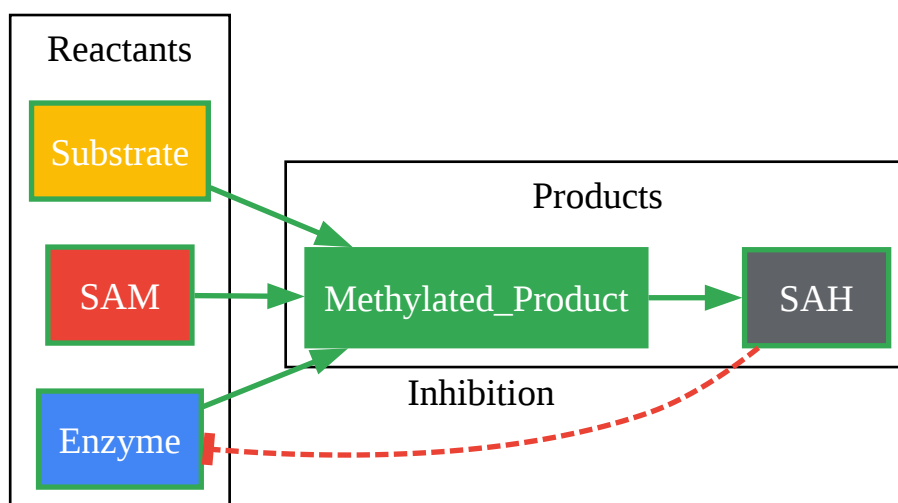 Reactants
Substrate
SAM
Enzyme
Products
Methylated_Product
SAH
Inhibition